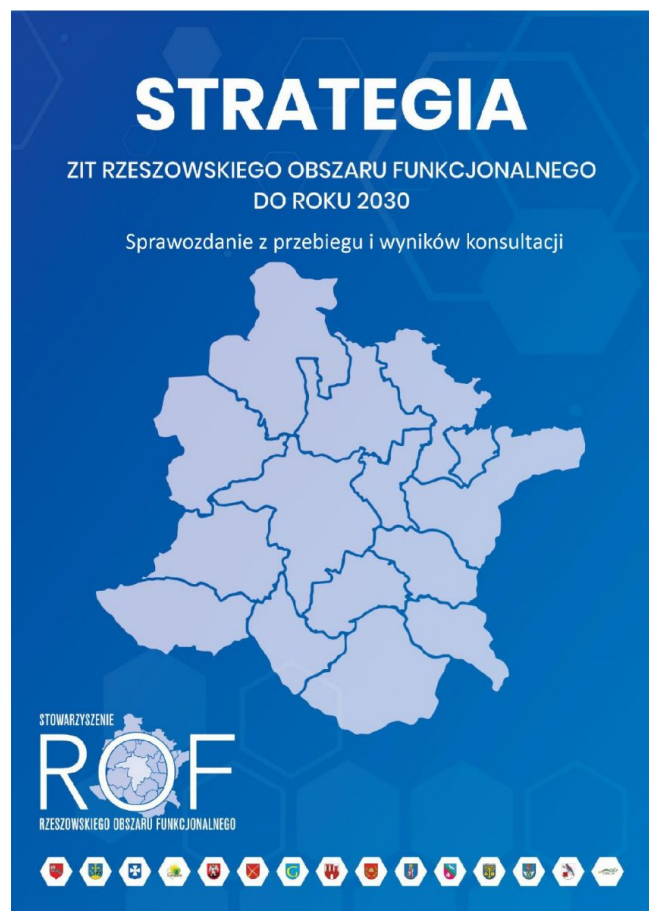 STRATEGIA
ZIT RZESZOWSKIEGO OBSZARU FUNKCJONALNEGO
DO ROKU 2030
Sprawozdanie z przebiegu i wyników konsultacji
STOWARZYSZENIE
ROF
RZESZOWSKIEGO OBSZARU FUNKCJONALNEGO